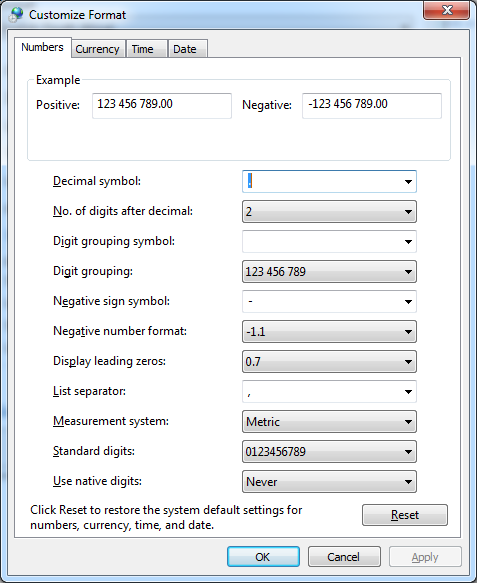 Customize Format
Numbers Currency Time Date
Example
Positive: 123 456 789.00 Negative: -123 456 789.00
Decimal symbol: .
No. of digits after decimal: 2
Digit grouping symbol:
Digit grouping: 123 456 789
Negative sign symbol: -
Negative number format: -1.1
Display leading zeros: 0.7
List separator: ,
Measurement system: Metric
Standard digits: 0123456789
Use native digits: Never
Click Reset to restore the system default settings for
numbers, currency, time, and date.
Reset
OK Cancel Apply